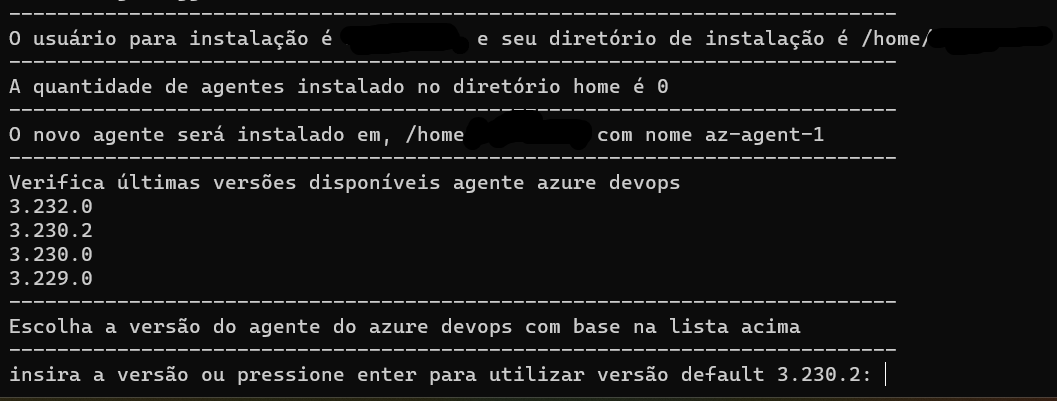 --------------------------------------------------------------------------
O usuário para instalação é e seu diretório de instalação é /home/
--------------------------------------------------------------------------
A quantidade de agentes instalado no diretório home é 0
--------------------------------------------------------------------------
O novo agente será instalado em, /home com nome az-agent-1
--------------------------------------------------------------------------
Verifica últimas versões disponíveis agente azure devops
3.232.0
3.230.2
3.230.0
3.229.0
--------------------------------------------------------------------------
Escolha a versão do agente do azure devops com base na lista acima
--------------------------------------------------------------------------
insira a versão ou pressione enter para utilizar versão default 3.230.2: